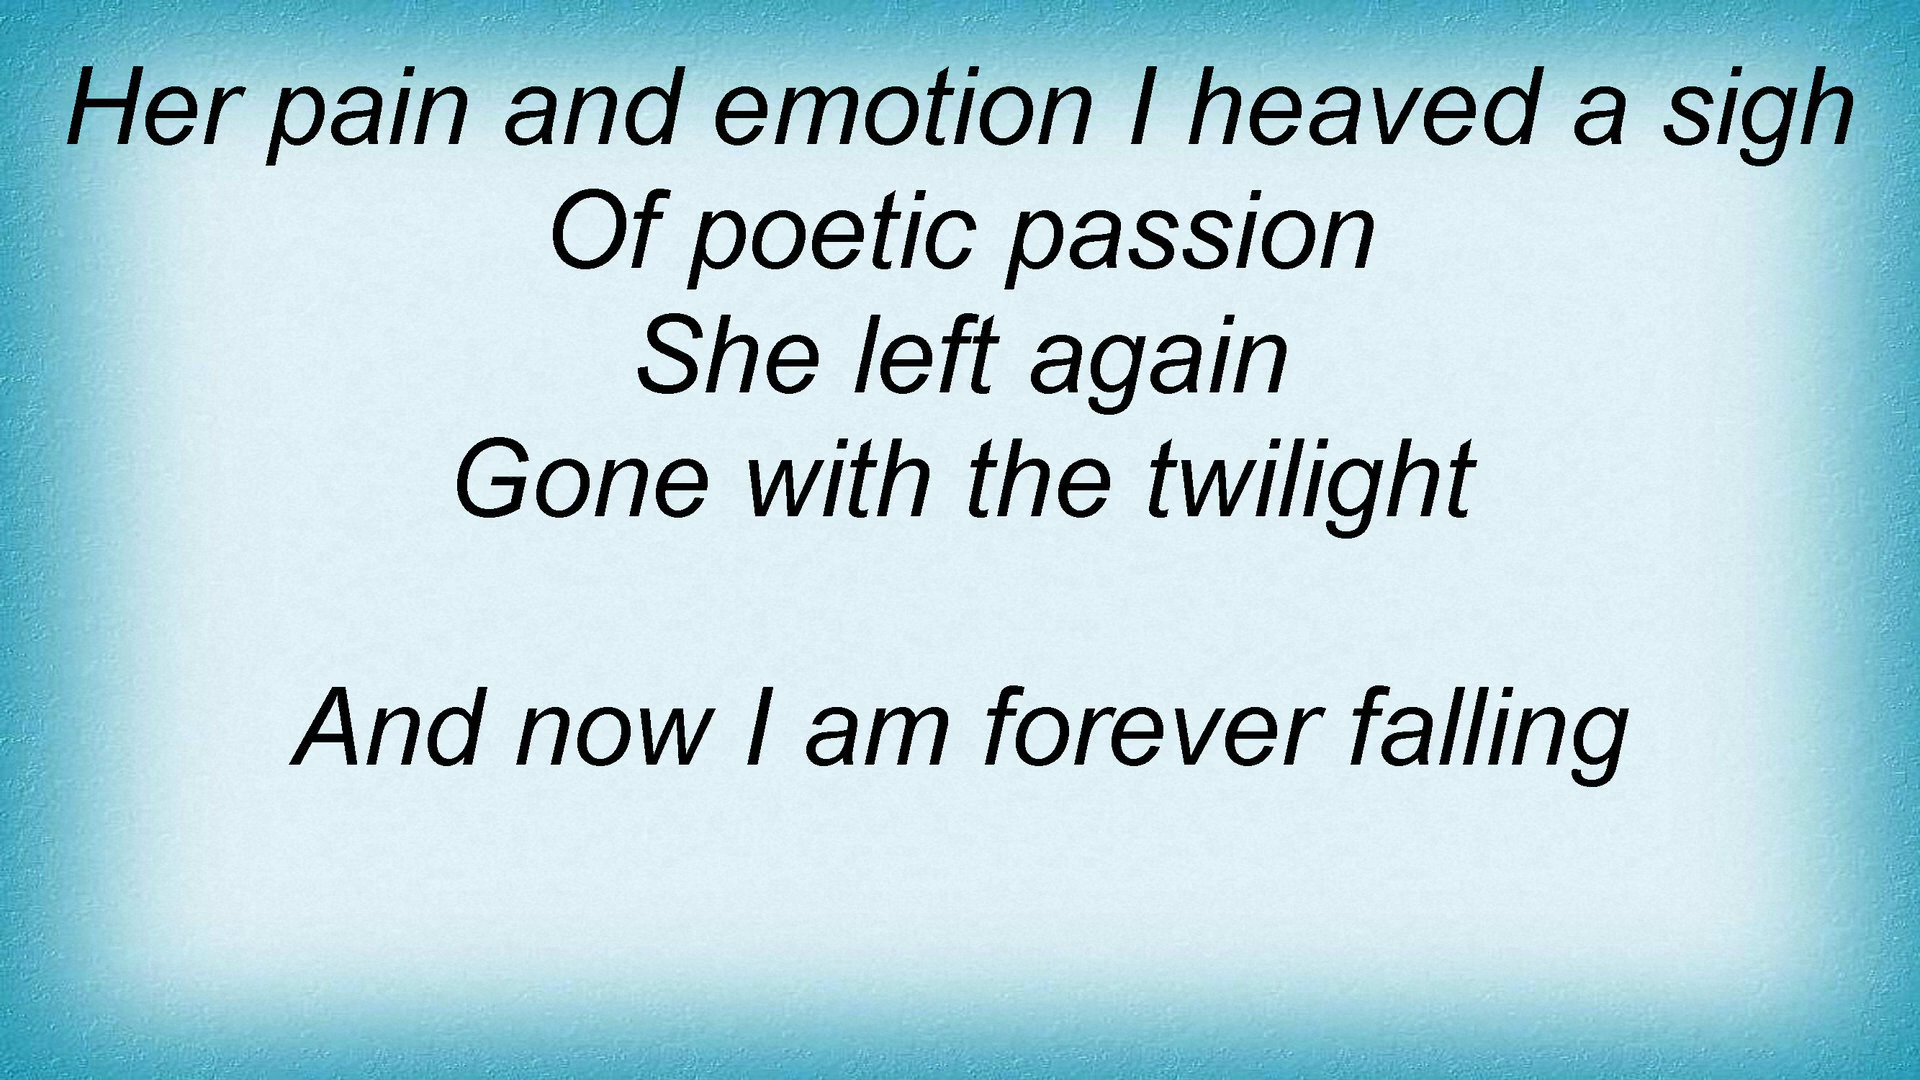 Her pain and emotion I heaved a sigh
Of poetic passion
She left again
Gone with the twilight
And now I am forever falling